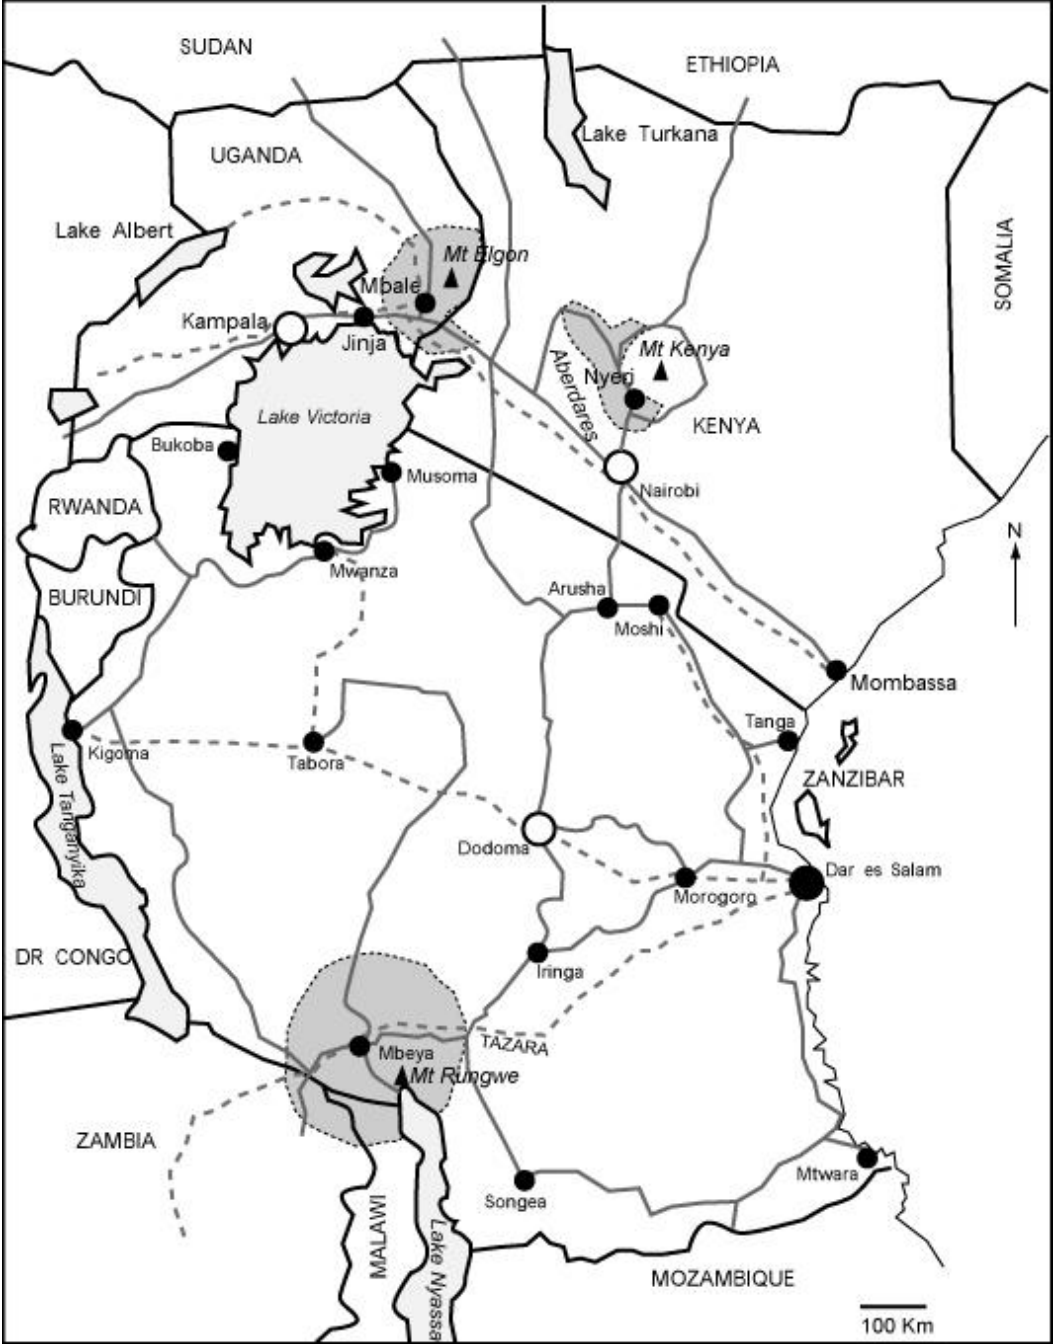 SUDAN
ETHIOPIA
Lake Turkana
UGANDA
Lake Albert
SOMALIA
Mt Elgon
Mbale
Kampala
Jinja
Mt Kenya
Nyeri
Aberdares
Lake Victoria
KENYA
Bukoba
Musoma
Nairobi
RWANDA
N
Mwanza
Arusha
BURUNDI
Moshi
Mombassa
Tanga
Kigoma
Tabora
ZANZIBAR
Lake Tanganyika
Dodoma
Dar es Salam
Morogoro
DR CONGO
Iringa
TAZARA
Mbeya
Mt Rungwe
ZAMBIA
Mtwara
Songea
MALAWI
Lake Nyassa
MOZAMBIQUE
100 Km